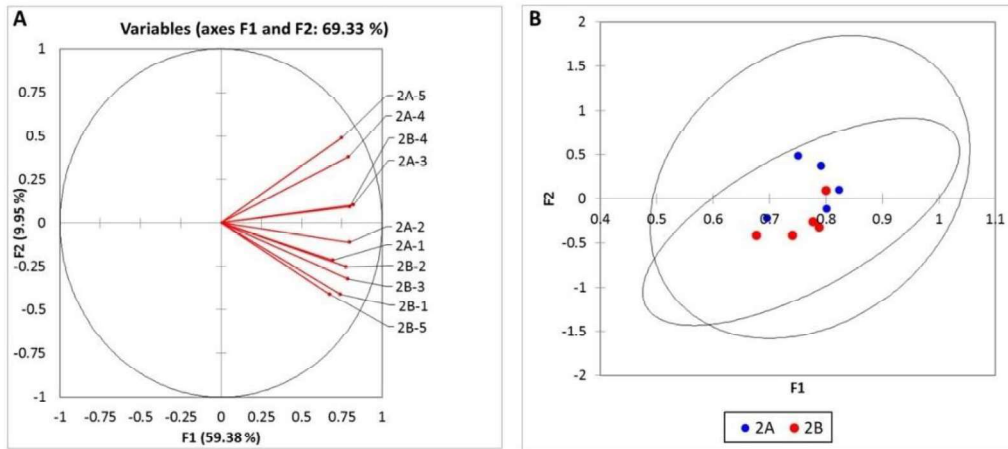 A
Variables (axes F1 and F2: 69.33 %)
1
0.75
0.5
0.25
0
-0.25
-0.5
-0.75
-1
F2 (9.95 %)
-1 -0.75 -0.5 -0.25 0 0.25 0.5 0.75 1
F1 (59.38 %)
2A-5
2A-4
2B-4
2A-3
2A-2
2A-1
2B-2
2B-3
2B-1
2B-5
B
2
1.5
1
0.5
0
-0.5
-1
-1.5
-2
F2
0.4 0.5 0.6 0.7 0.8 0.9 1 1.1
F1
2A 2B